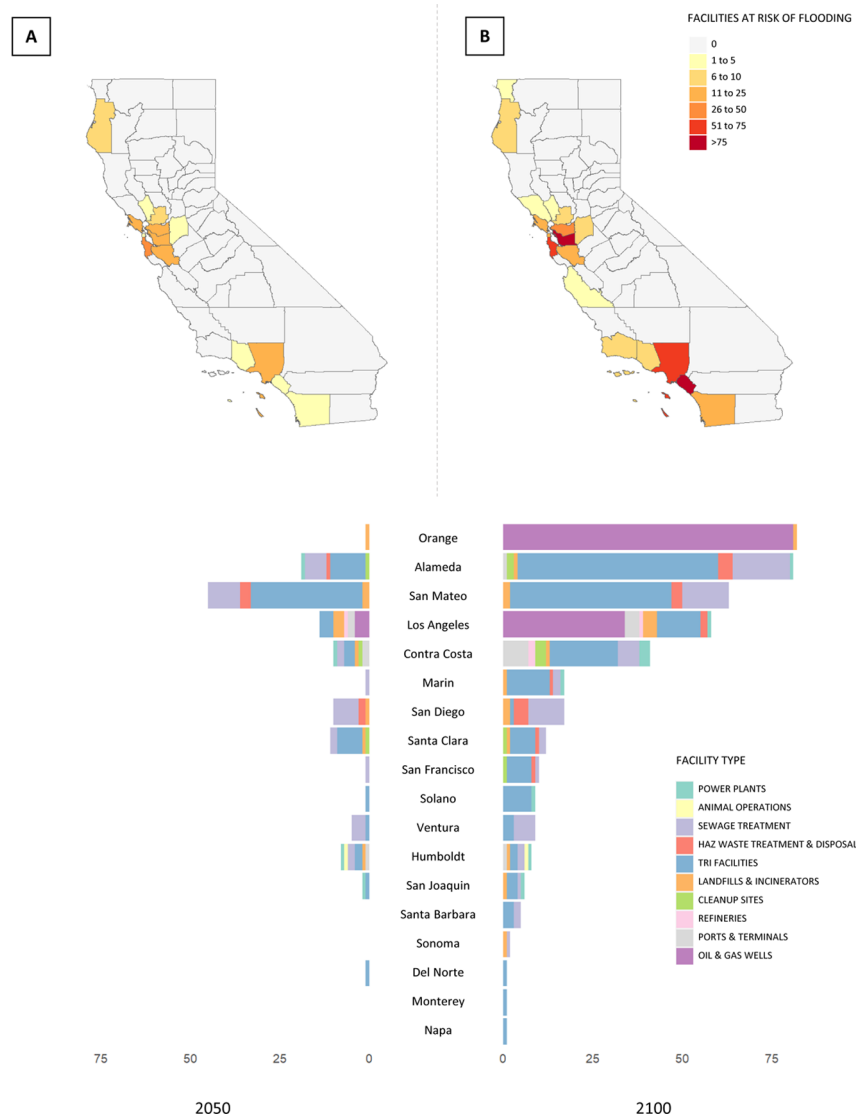 A
B
FACILITIES AT RISK OF FLOODING
0
1 to 5
6 to 10
11 to 25
26 to 50
51 to 75
>75
Orange
Alameda
San Mateo
Los Angeles
Contra Costa
Marin
San Diego
Santa Clara
San Francisco
Solano
Ventura
Humboldt
San Joaquin
Santa Barbara
Sonoma
Del Norte
Monterey
Napa
FACILITY TYPE
POWER PLANTS
ANIMAL OPERATIONS
SEWAGE TREATMENT
HAZ WASTE TREATMENT & DISPOSAL
TRI FACILITIES
LANDFILLS & INCINERATORS
CLEANUP SITES
REFINERIES
PORTS & TERMINALS
OIL & GAS WELLS
75 50 25 0 0 25 50 75
2050 2100